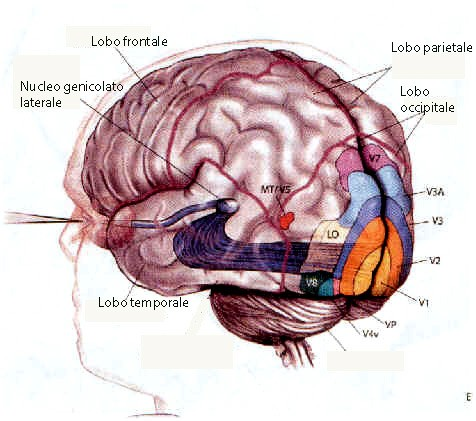 Lobo frontale
Lobo parietale
Nucleo genicolato
laterale
Lobo
occipitale
V7
MT/V5
V3A
V3
LO
V2
V8
V1
Lobo temporale
VP
V4v
E